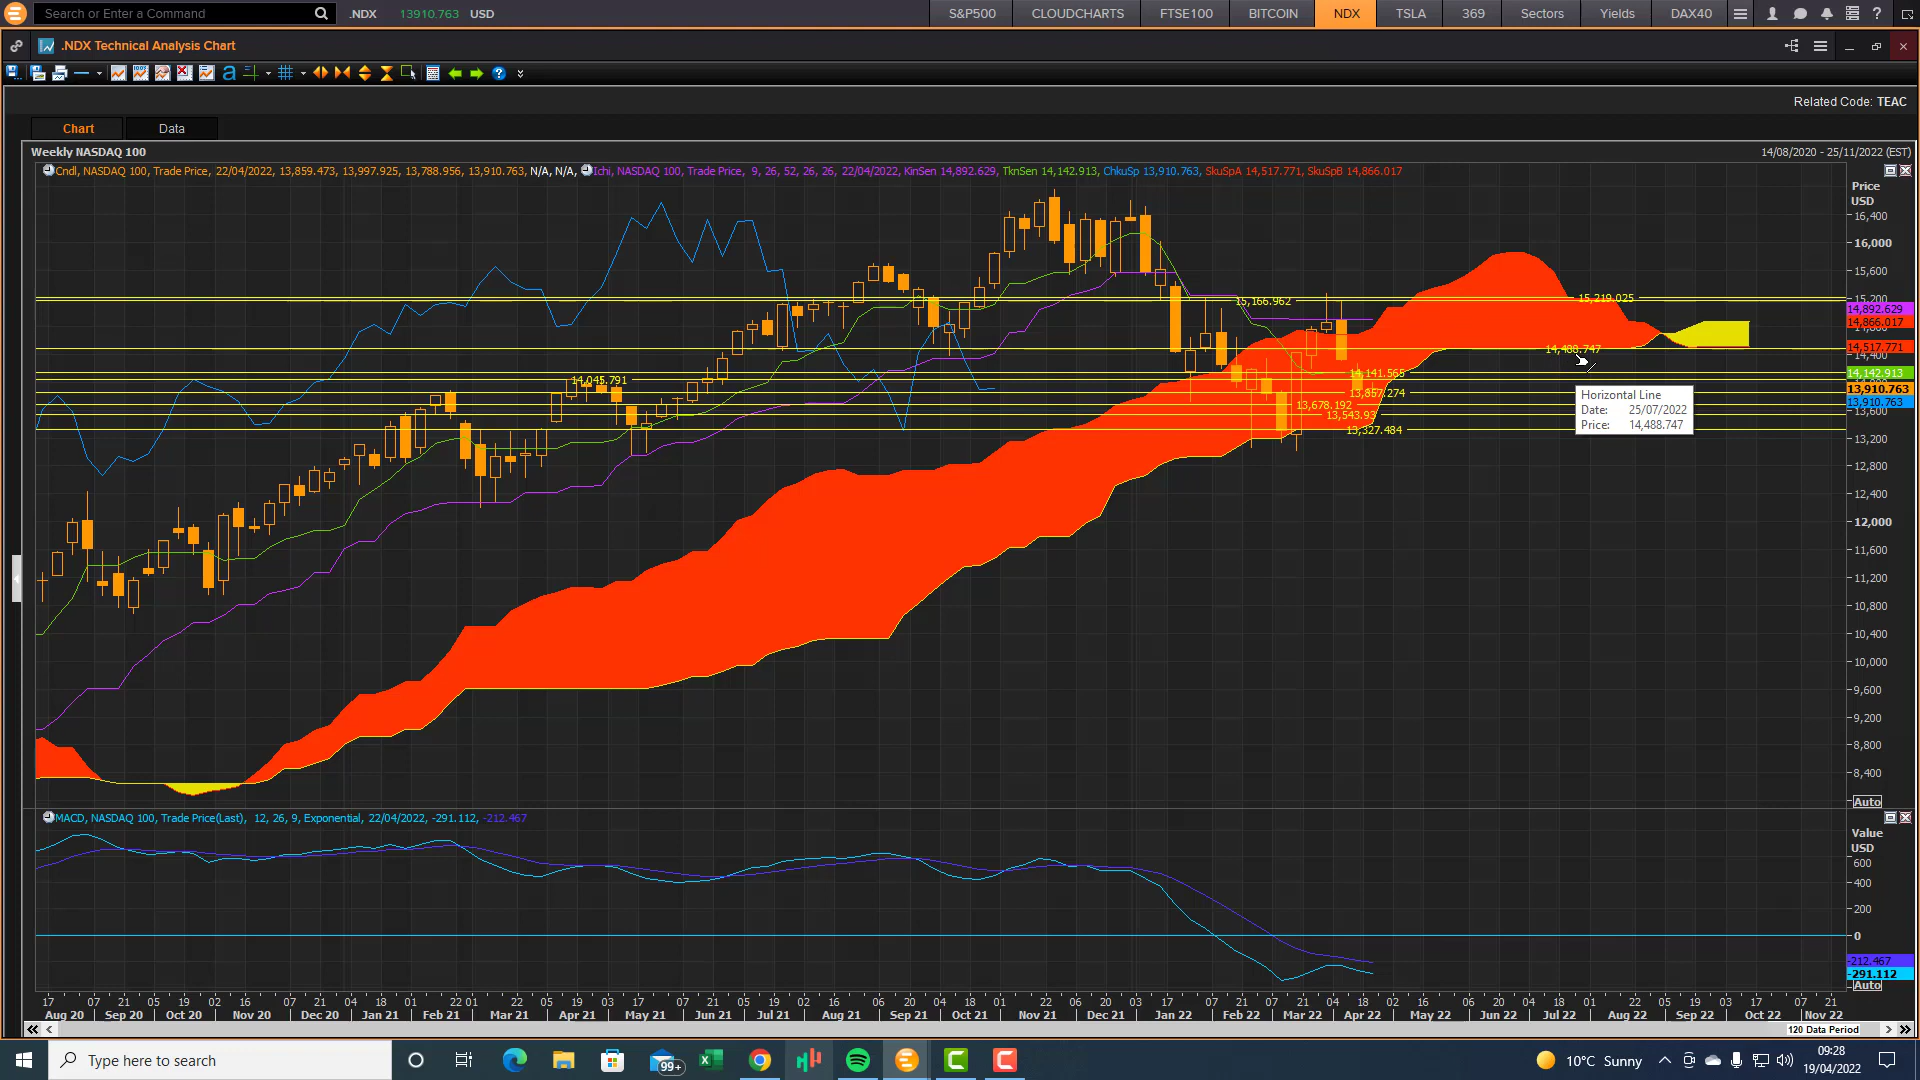 Search or Enter a Command .NDX 13910.763 USD S&P500 CLOUDCHARTS FTSE100 BITCOIN NDX TSLA 369 Sectors Yields DAX40
.NDX Technical Analysis Chart
Related Code: TEAC
Chart Data
Weekly NASDAQ 100 14/08/2020 - 25/11/2022 (EST)
Cndl, NASDAQ 100, Trade Price, 22/04/2022, 13,859.473, 13,997.925, 13,788.956, 13,910.763, N/A, N/A, Ichi, NASDAQ 100, Trade Price, 9, 26, 52, 26, 26, 22/04/2022, KinSen 14,892.629, TknSen 14,142.913, ChkuSp 13,910.763, SkuSpA 14,517.771, SkuSpB 14,866.017
Price
USD
16,400
16,000
15,600
15,219.025
15,166.962
15,200
14,892.629
14,866.017
14,517.771
14,488.747
14,400
14,141.565
14,142.913
14,045.791
13,910.763
13,857.274
13,910.763
13,678.192
13,600
13,543.93
13,327.484
Horizontal Line
Date: 25/07/2022
Price: 14,488.747
13,200
12,800
12,400
12,000
11,600
11,200
10,800
10,400
10,000
9,600
9,200
8,800
8,400
Auto
MACD, NASDAQ 100, Trade Price(Last), 12, 26, 9, Exponential, 22/04/2022, -291.112, -212.467
Value
USD
600
400
200
0
-212.467
-291.112
Auto
17 07 21 05 19 02 16 07 21 04 18 01 22 01 22 05 19 03 17 07 21 05 19 02 16 06 20 04 18 01 22 06 20 03 17 07 21 07 21 04 18 02 16 06 20 04 18 01 22 05 19 03 17 07 21
Aug 20 Sep 20 Oct 20 Nov 20 Dec 20 Jan 21 Feb 21 Mar 21 Apr 21 May 21 Jun 21 Jul 21 Aug 21 Sep 21 Oct 21 Nov 21 Dec 21 Jan 22 Feb 22 Mar 22 Apr 22 May 22 Jun 22 Jul 22 Aug 22 Sep 22 Oct 22 Nov 22
120 Data Period
Type here to search 99+ 10°C Sunny 09:28
19/04/2022